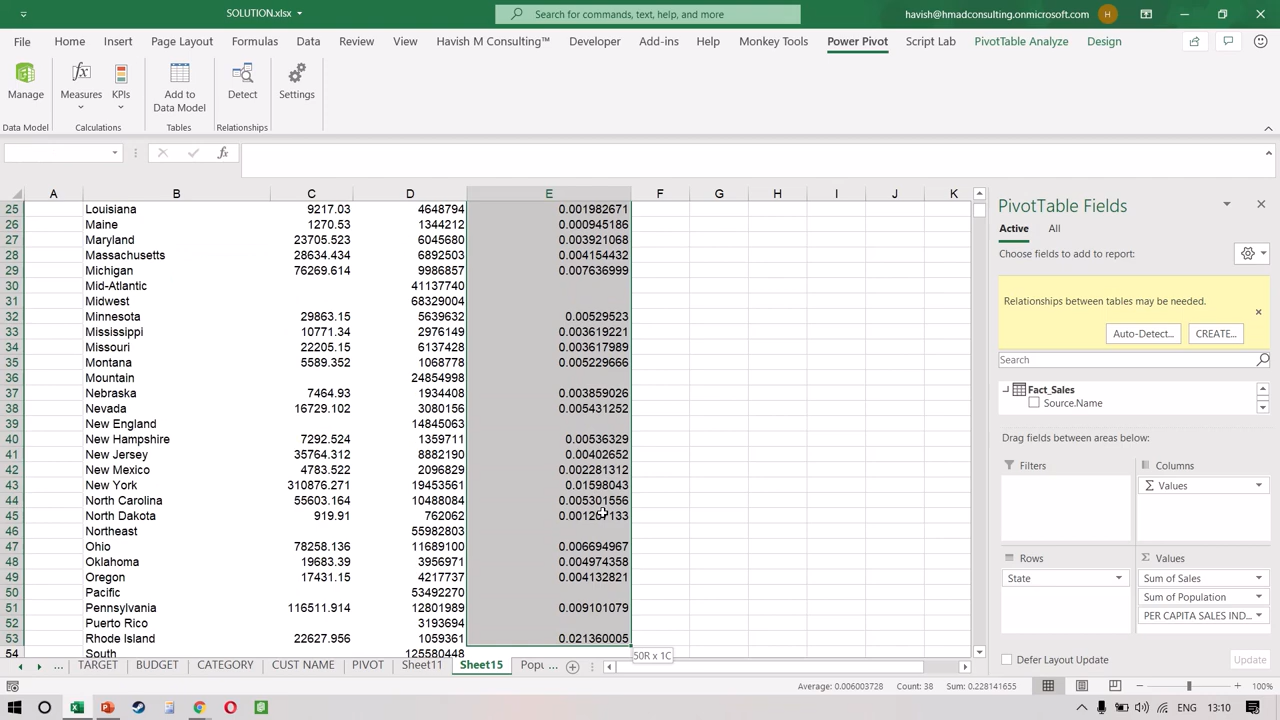 SOLUTION.xlsx
Search for commands, text, help, and more
havish@hmadconsulting.onmicrosoft.com
H
File Home Insert Page Layout Formulas Data Review View Havish M Consulting™ Developer Add-ins Help Monkey Tools Power Pivot Script Lab PivotTable Analyze Design
Manage Measures KPIs Add to Data Model Detect Settings
Data Model Calculations Tables Relationships
fx
A B C D E F G H I J K
25 Louisiana 9217.03 4648794 0.001982671
26 Maine 1270.53 1344212 0.000945186
27 Maryland 23705.523 6045680 0.003921068
28 Massachusetts 28634.434 6892503 0.004154432
29 Michigan 76269.614 9986857 0.007636999
30 Mid-Atlantic 41137740
31 Midwest 68329004
32 Minnesota 29863.15 5639632 0.00529523
33 Mississippi 10771.34 2976149 0.003619221
34 Missouri 22205.15 6137428 0.003617989
35 Montana 5589.352 1068778 0.005229666
36 Mountain 24854998
37 Nebraska 7464.93 1934408 0.003859026
38 Nevada 16729.102 3080156 0.005431252
39 New England 14845063
40 New Hampshire 7292.524 1359711 0.00536329
41 New Jersey 35764.312 8882190 0.00402652
42 New Mexico 4783.522 2096829 0.002281312
43 New York 310876.271 19453561 0.01598043
44 North Carolina 55603.164 10488084 0.005301556
45 North Dakota 919.91 762062
46 Northeast 55982803
47 Ohio 78258.136 11689100 0.006694967
48 Oklahoma 19683.39 3956971 0.004974358
49 Oregon 17431.15 4217737 0.004132821
50 Pacific 53492270
51 Pennsylvania 116511.914 12801989 0.009101079
52 Puerto Rico 3193694
53 Rhode Island 22627.956 1059361 0.021360005
54 South 125580448
50R x 1C
PivotTable Fields
Active All
Choose fields to add to report:
Relationships between tables may be needed.
Auto-Detect... CREATE...
Search
Fact_Sales
Source.Name
Drag fields between areas below:
Filters Columns
Σ Values
Rows Σ Values
State Sum of Sales
Sum of Population
PER CAPITA SALES IND...
Defer Layout Update Update
... TARGET BUDGET CATEGORY CUST NAME PIVOT Sheet11 Sheet15 Popu ...
Average: 0.006003728 Count: 38 Sum: 0.228141655 100%
ENG 13:10